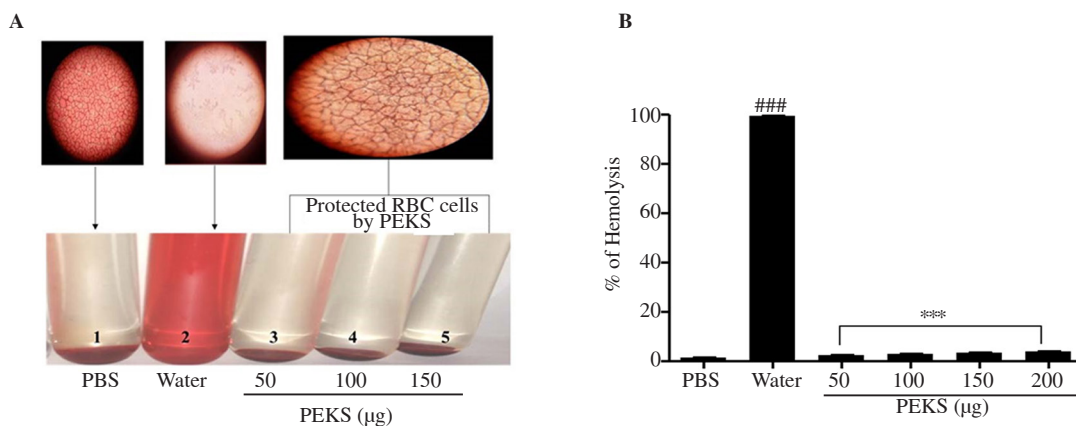 A
Protected RBC cells
by PEKS
1 2 3 4 5
PBS Water 50 100 150
PEKS (µg)
B
% of Hemolysis
100
80
60
40
20
0
###
***
PBS Water 50 100 150 200
PEKS (µg)